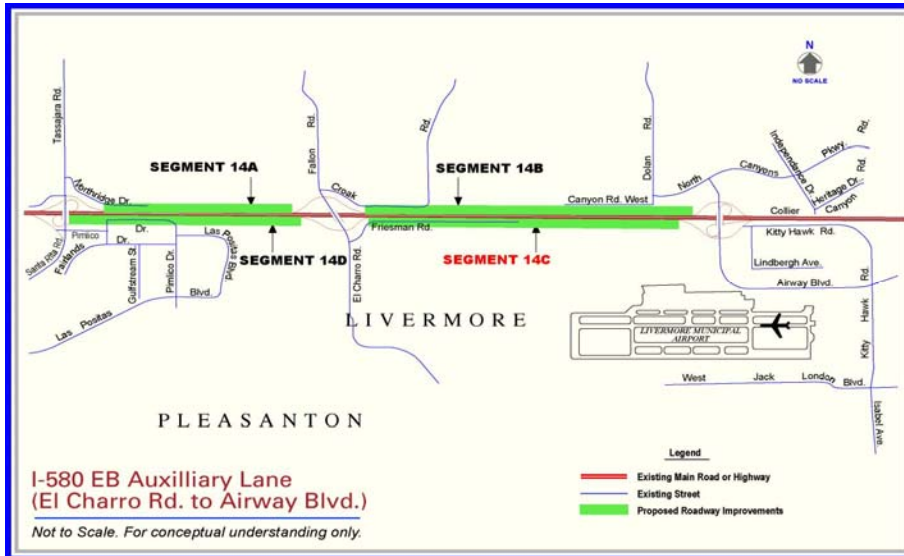 N
NO SCALE
Tassajara Rd.
Fallon Rd.
Rd.
Dolan Rd.
Independence Dr.
Pkwy.
Rd.
SEGMENT 14A
SEGMENT 14B
Croak
North Canyons
Heritage Dr.
Northridge Dr.
Canyon Rd. West
Collier Canyon
Friesman Rd.
Kitty Hawk Rd.
Santa Rita Rd.
Pimlico Dr.
Fairlands Dr.
Las Positas Blvd.
SEGMENT 14D
SEGMENT 14C
Lindbergh Ave.
Gulfstream St.
Pimlico Dr.
El Charro Rd.
Airway Blvd.
Blvd.
Las Positas
LIVERMORE
LIVERMORE MUNICIPAL
AIRPORT
Kitty Hawk Rd.
West Jack London Blvd.
Isabel Ave.
PLEASANTON
Legend
I-580 EB Auxilliary Lane
(El Charro Rd. to Airway Blvd.)
Existing Main Road or Highway
Existing Street
Proposed Roadway Improvements
Not to Scale. For conceptual understanding only.